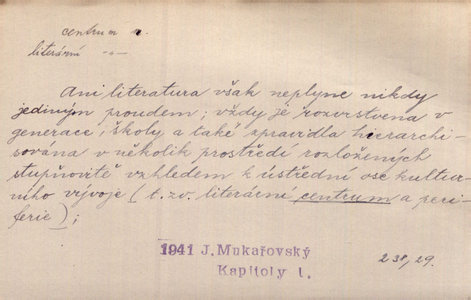 centrum n.
literární –"–
Ani literatura však neplyne nikdy
jediným proudem; vždy je rozvrstvena v
generace, školy a také zpravidla hierarchi-
sována v několik prostředí rozložených
stupňovitě vzhledem k ústřední ose kultur-
ního vývoje (t. zv. literární centrum a peri-
ferie);
1941 J. Mukařovský
Kapitoly I.
238/29.